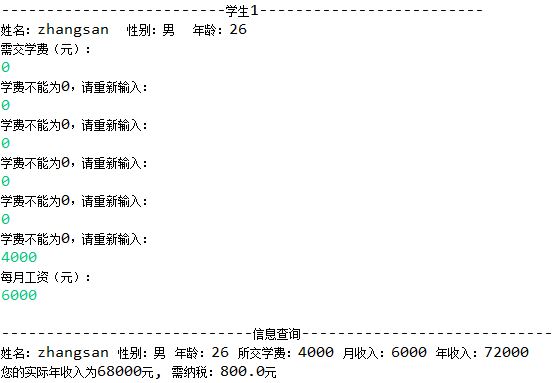 -------------------------学生1-------------------------
姓名：zhangsan  性别：男  年龄：26
需交学费（元）：
0
学费不能为0，请重新输入：
0
学费不能为0，请重新输入：
0
学费不能为0，请重新输入：
0
学费不能为0，请重新输入：
0
学费不能为0，请重新输入：
4000
每月工资（元）：
6000
----------------------------信息查询----------------------------
姓名：zhangsan 性别：男 年龄：26 所交学费：4000 月收入：6000 年收入：72000
您的实际年收入为68000元, 需纳税：800.0元